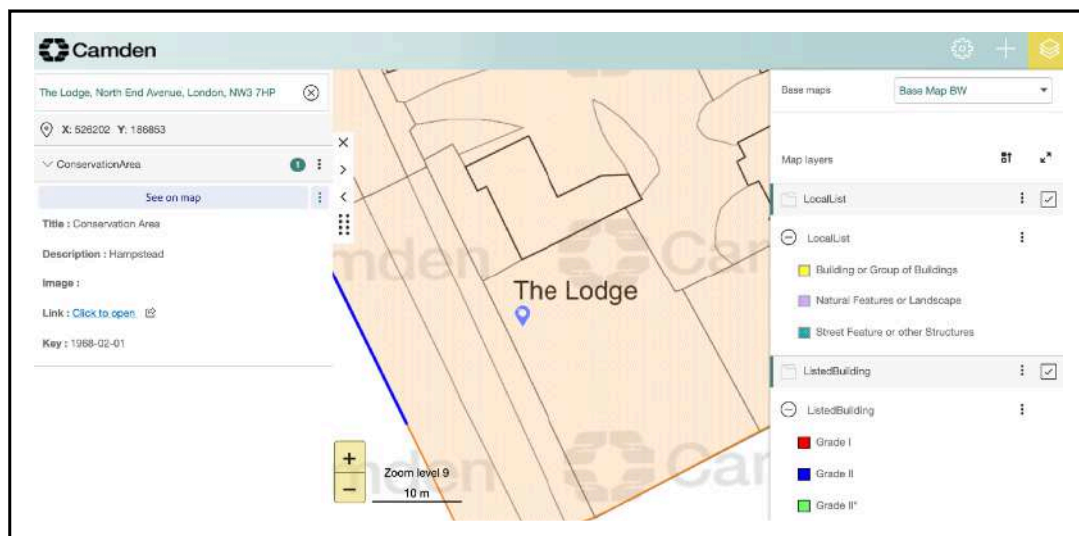 Camden
The Lodge, North End Avenue, London, NW3 7HP
X: 526202 Y: 186853
ConservationArea 1
See on map
Title : Conservation Area
Description : Hampstead
Image :
Link : Click to open
Key : 1968-02-01
The Lodge
Camden
Zoom level 9
10 m
Base maps Base Map BW
Map layers
LocalList
LocalList
Building or Group of Buildings
Natural Features or Landscape
Street Feature or other Structures
ListedBuilding
ListedBuilding
Grade I
Grade II
Grade II*